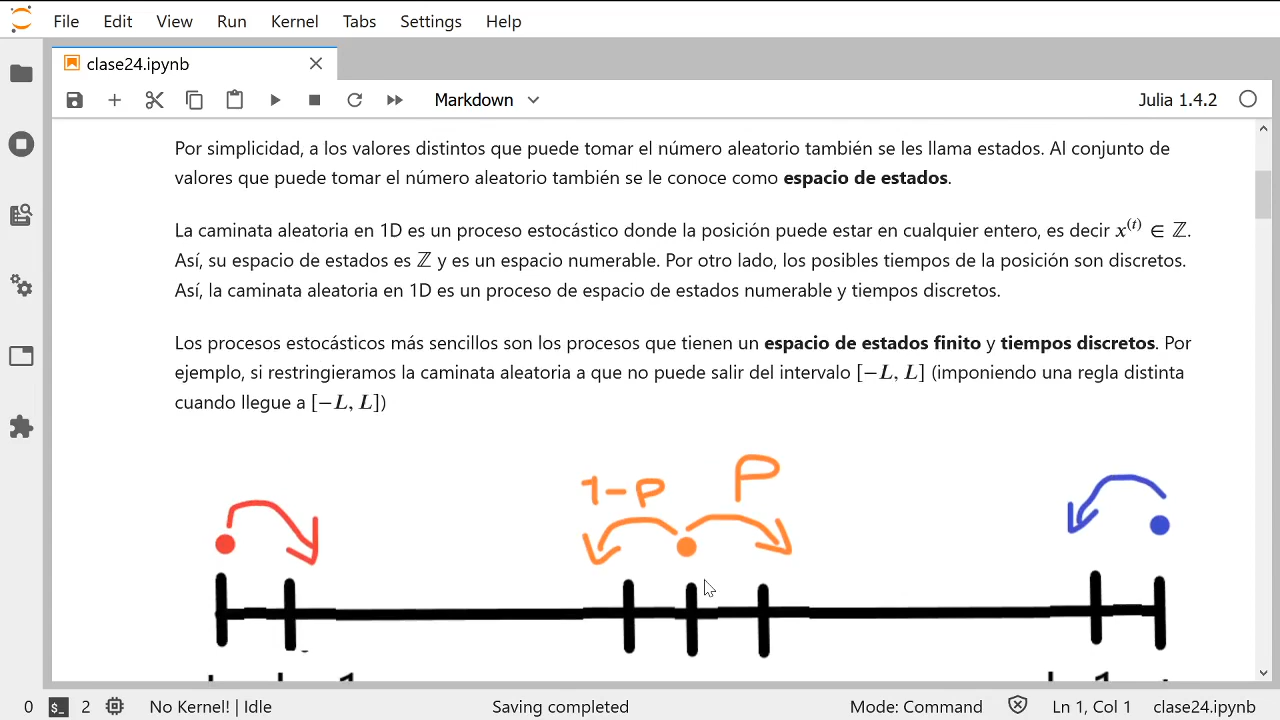 File Edit View Run Kernel Tabs Settings Help
clase24.ipynb
Markdown
Julia 1.4.2
Por simplicidad, a los valores distintos que puede tomar el número aleatorio también se les llama estados. Al conjunto de
valores que puede tomar el número aleatorio también se le conoce como espacio de estados.
La caminata aleatoria en 1D es un proceso estocástico donde la posición puede estar en cualquier entero, es decir x⁽ᵗ⁾ ∈ ℤ.
Así, su espacio de estados es ℤ y es un espacio numerable. Por otro lado, los posibles tiempos de la posición son discretos.
Así, la caminata aleatoria en 1D es un proceso de espacio de estados numerable y tiempos discretos.
Los procesos estocásticos más sencillos son los procesos que tienen un espacio de estados finito y tiempos discretos. Por
ejemplo, si restringieramos la caminata aleatoria a que no puede salir del intervalo [−L, L] (imponiendo una regla distinta
cuando llegue a [−L, L])
1-p P
0 $_ 2 No Kernel! | Idle Saving completed Mode: Command Ln 1, Col 1 clase24.ipynb